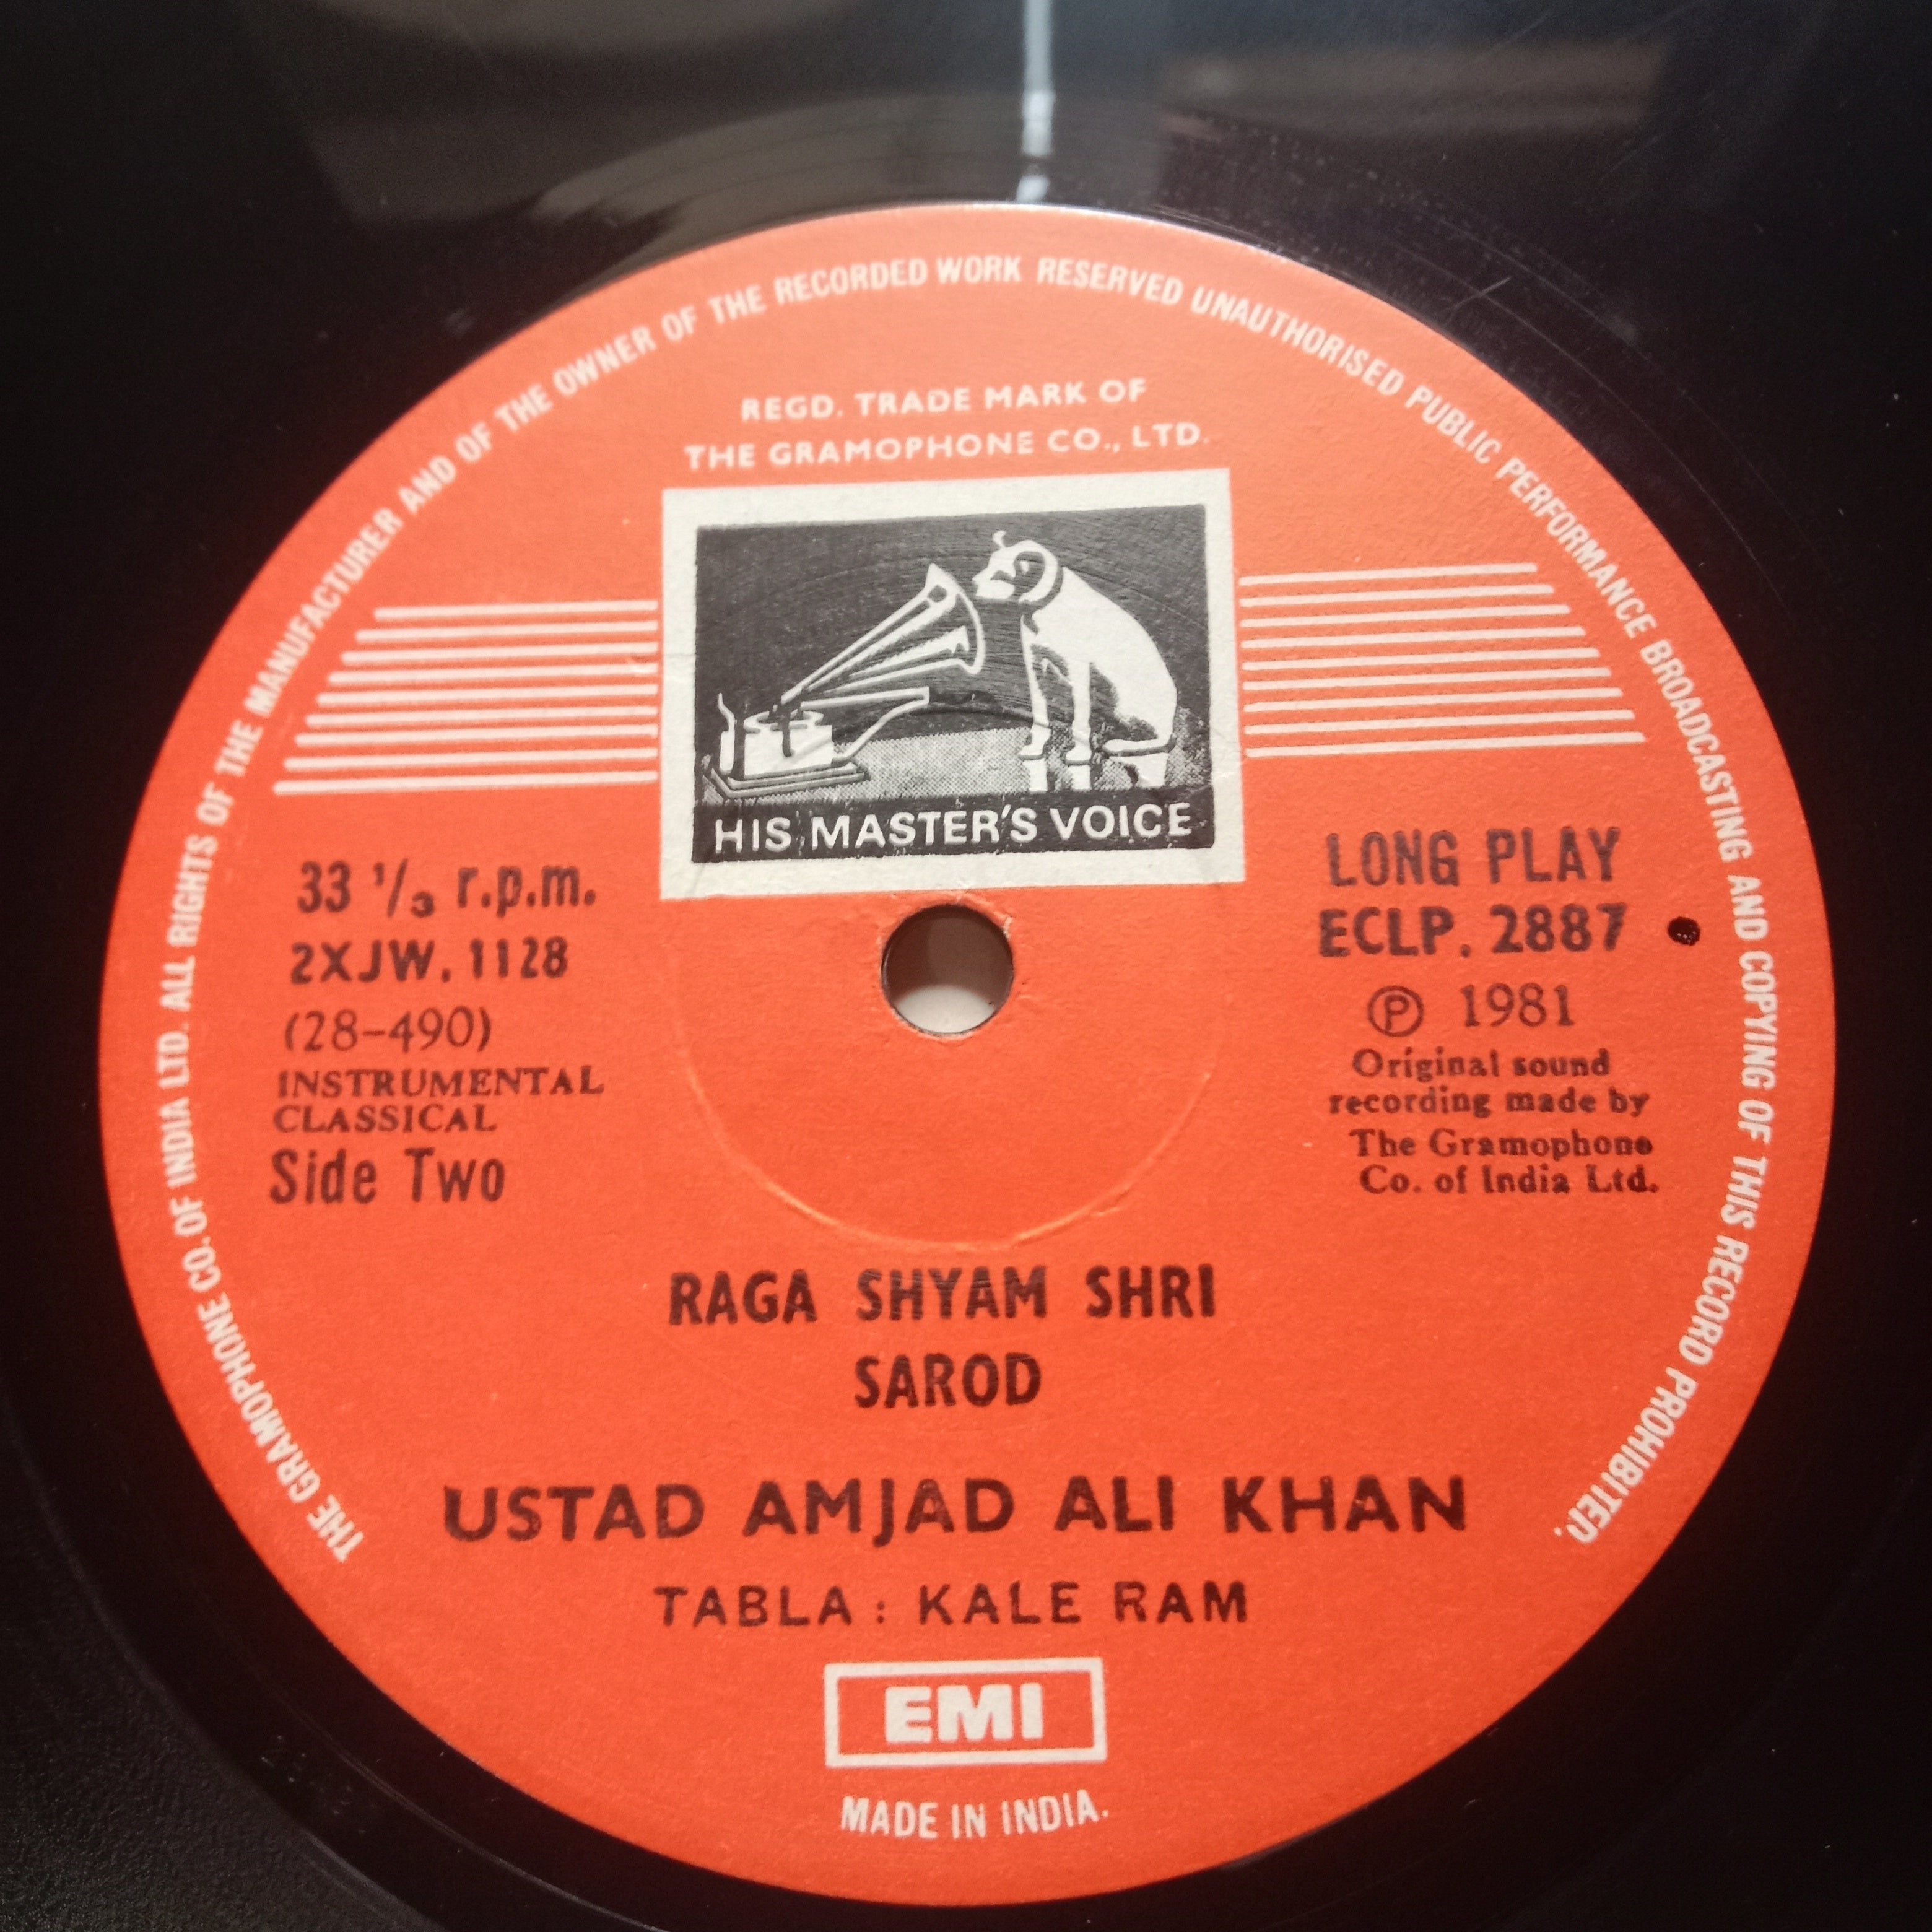 THE GRAMOPHONE CO. OF INDIA LTD. ALL RIGHTS OF THE MANUFACTURER AND OF THE OWNER OF THE RECORDED WORK RESERVED UNAUTHORISED PUBLIC PERFORMANCE BROADCASTING AND COPYING OF THIS RECORD PROHIBITED.
REGD. TRADE MARK OF
THE GRAMOPHONE CO., LTD.
HIS MASTER'S VOICE
33 1/3 r.p.m.
2XJW. 1128
(28-490)
INSTRUMENTAL
CLASSICAL
Side Two
LONG PLAY
ECLP. 2887
℗ 1981
Original sound
recording made by
The Gramophone
Co. of India Ltd.
RAGA SHYAM SHRI
SAROD
USTAD AMJAD ALI KHAN
TABLA : KALE RAM
EMI
MADE IN INDIA.